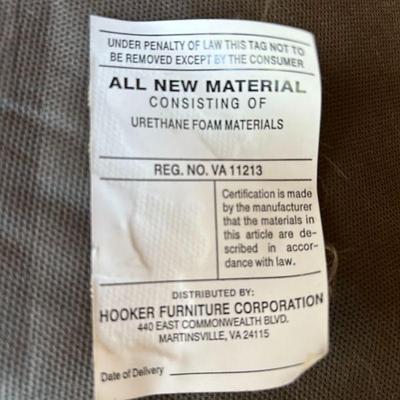 UNDER PENALTY OF LAW THIS TAG NOT TO
BE REMOVED EXCEPT BY THE CONSUMER
ALL NEW MATERIAL
CONSISTING OF
URETHANE FOAM MATERIALS
REG. NO. VA 11213
Certification is made
by the manufacturer
that the materials in
this article are de-
scribed in accor-
dance with law.
DISTRIBUTED BY:
HOOKER FURNITURE CORPORATION
440 EAST COMMONWEALTH BLVD.
MARTINSVILLE, VA 24115
Date of Delivery